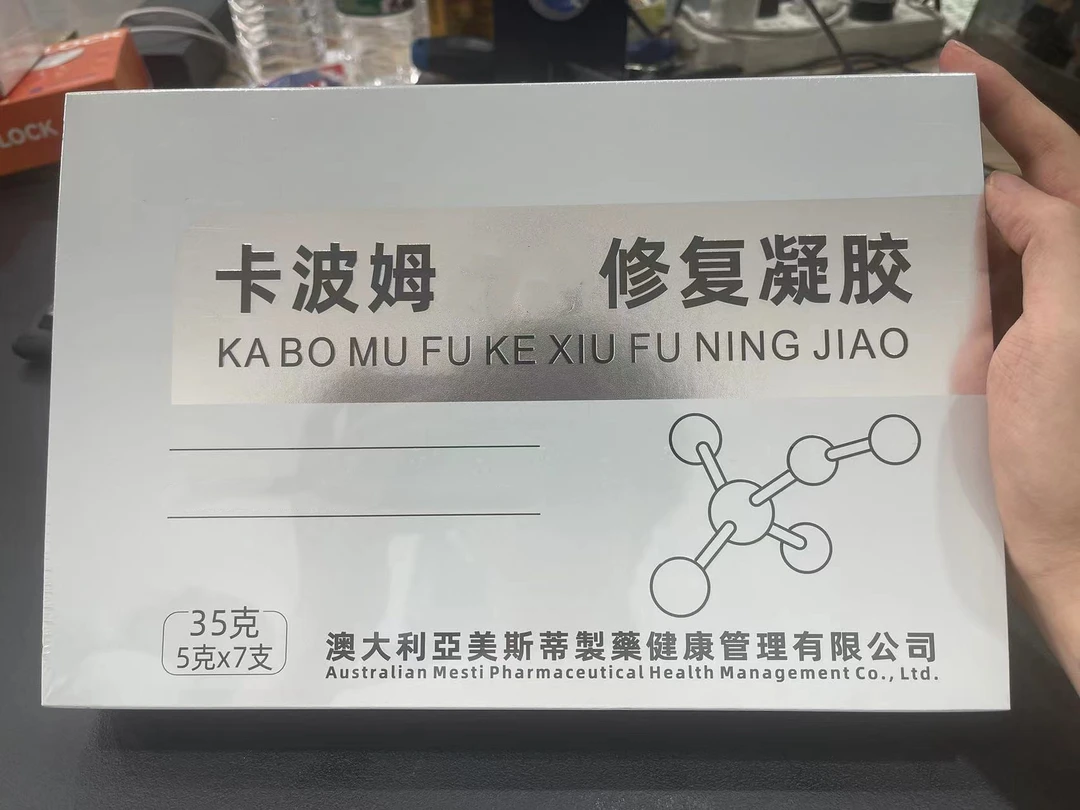 LOCK
卡波姆 修复凝胶
KA BO MU FU KE XIU FU NING JIAO
35克
5克x7支
澳大利亞美斯蒂製藥健康管理有限公司
Australian Mesti Pharmaceutical Health Management Co., Ltd.